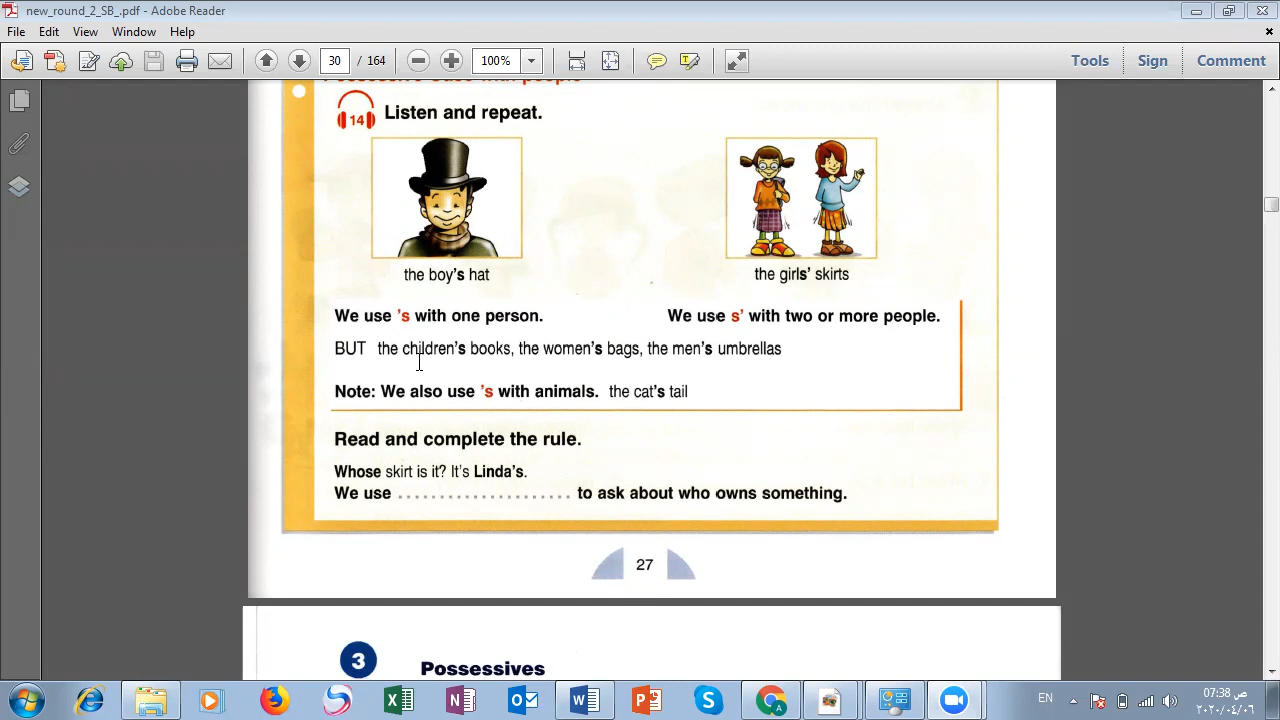 new_round_2_SB_.pdf - Adobe Reader
File Edit View Window Help
30 / 164 100% Tools Sign Comment
Possessive Case with people
14 Listen and repeat.
the boy's hat
the girls' skirts
We use 's with one person.
We use s' with two or more people.
BUT the children's books, the women's bags, the men's umbrellas
Note: We also use 's with animals. the cat's tail
Read and complete the rule.
Whose skirt is it? It's Linda's.
We use ..................... to ask about who owns something.
27
3 Possessives
EN
07:38 ص
٢٠٢٠/٠٤/٠٦